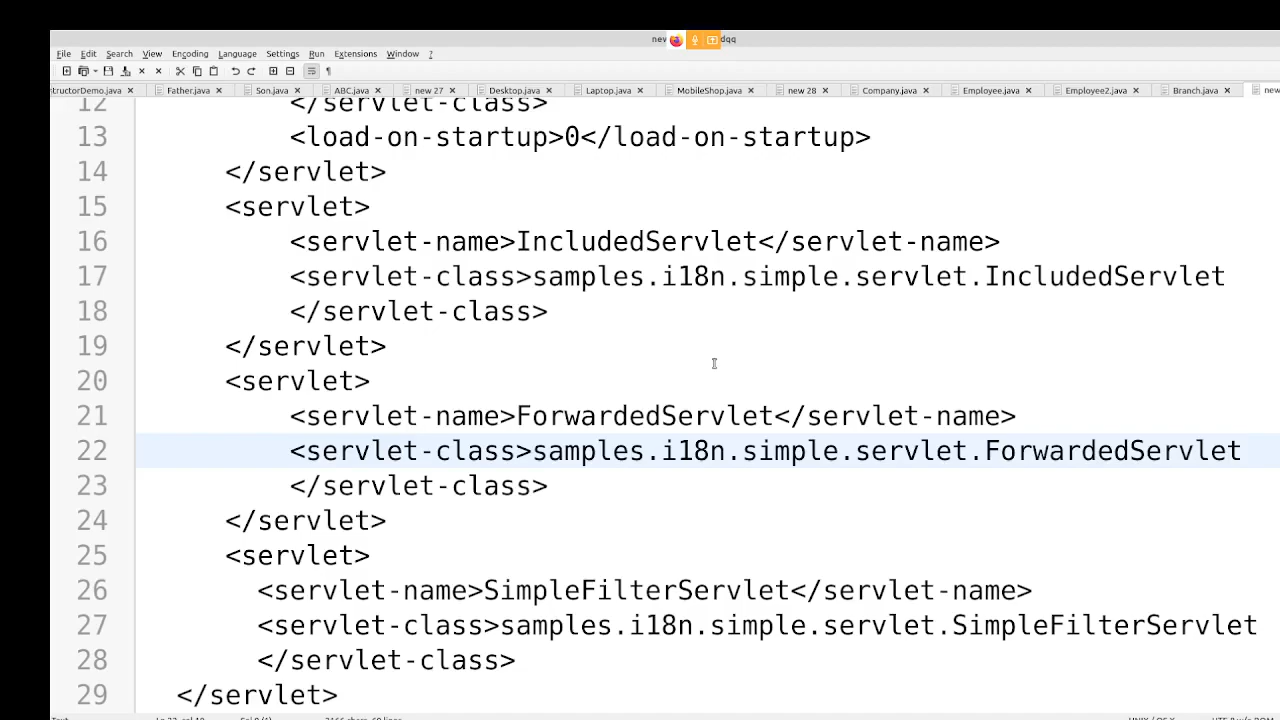 new dqq
File Edit Search View Encoding Language Settings Run Extensions Window ?
structorDemo.java Father.java Son.java ABC.java new 27 Desktop.java Laptop.java MobileShop.java new 28 Company.java Employee.java Employee2.java Branch.java new
12 </servlet-class>
13 <load-on-startup>0</load-on-startup>
14 </servlet>
15 <servlet>
16 <servlet-name>IncludedServlet</servlet-name>
17 <servlet-class>samples.i18n.simple.servlet.IncludedServlet
18 </servlet-class>
19 </servlet>
20 <servlet>
21 <servlet-name>ForwardedServlet</servlet-name>
22 <servlet-class>samples.i18n.simple.servlet.ForwardedServlet
23 </servlet-class>
24 </servlet>
25 <servlet>
26 <servlet-name>SimpleFilterServlet</servlet-name>
27 <servlet-class>samples.i18n.simple.servlet.SimpleFilterServlet
28 </servlet-class>
29 </servlet>